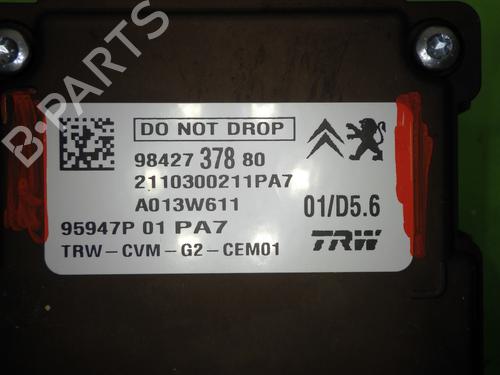 B-PARTS
DO NOT DROP
98427 378 80
2110300211PA7
A013W611
01/D5.6
95947P 01 PA7
TRW-CVM-G2-CEM01
TRW